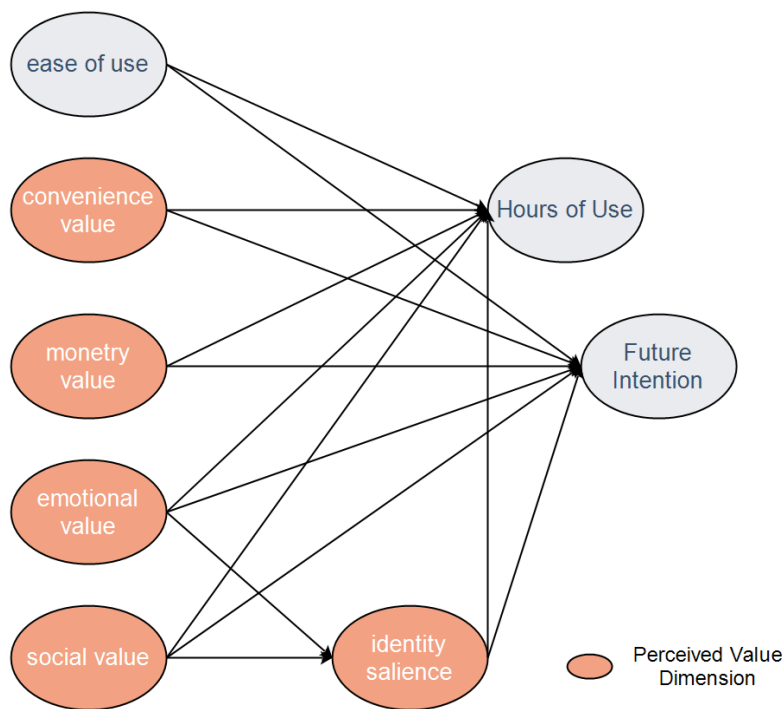 ease of use
convenience
value
Hours of Use
monetry
value
Future
Intention
emotional
value
social value
identity
salience
Perceived Value
Dimension